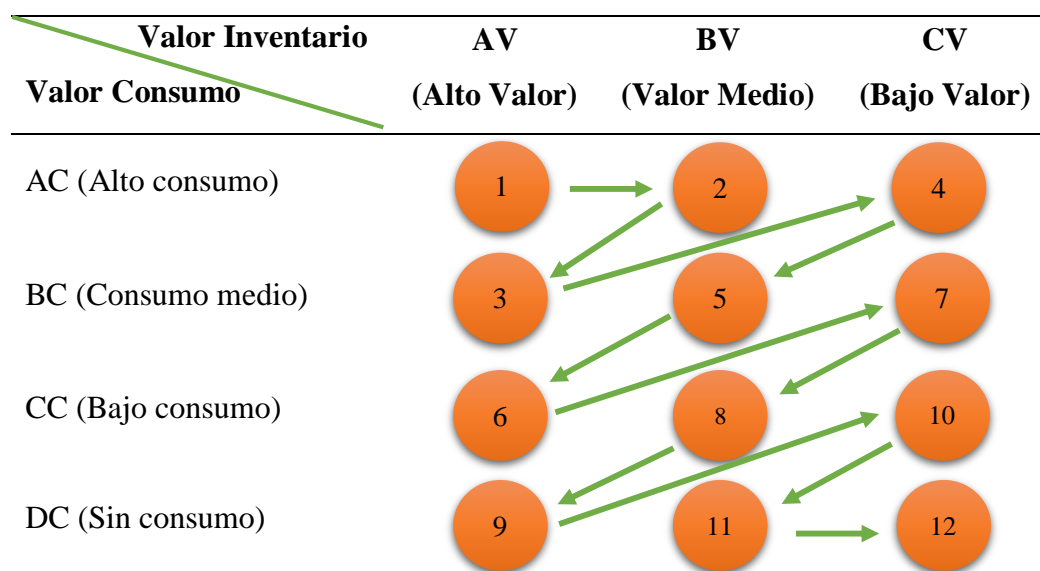 Valor Inventario AV BV CV
Valor Consumo (Alto Valor) (Valor Medio) (Bajo Valor)
AC (Alto consumo) 1 2 4
BC (Consumo medio) 3 5 7
CC (Bajo consumo) 6 8 10
DC (Sin consumo) 9 11 12